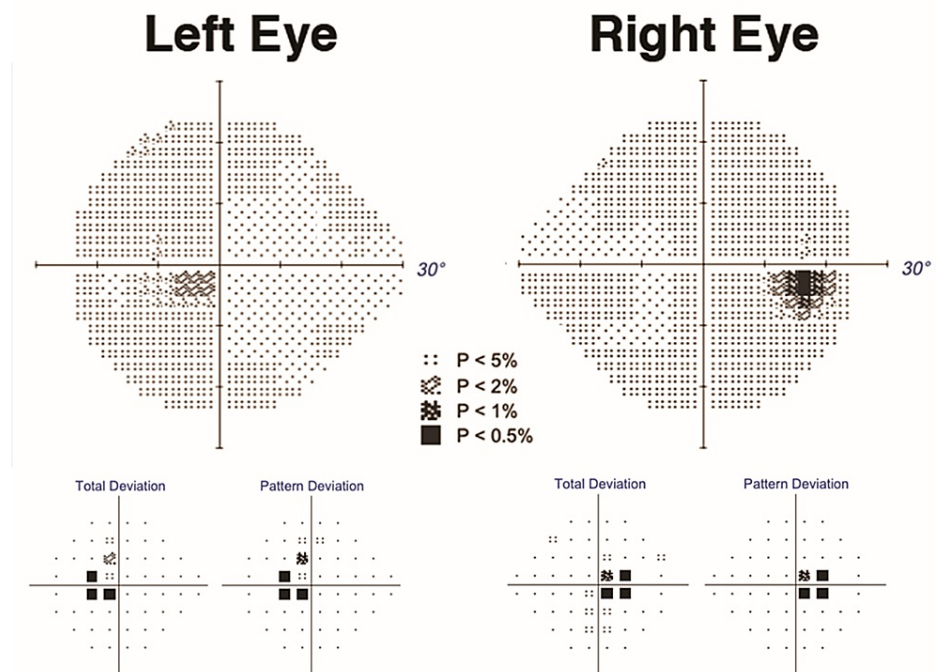 Left Eye
Right Eye
30°
30°
P < 5%
P < 2%
P < 1%
P < 0.5%
Total Deviation
Pattern Deviation
Total Deviation
Pattern Deviation